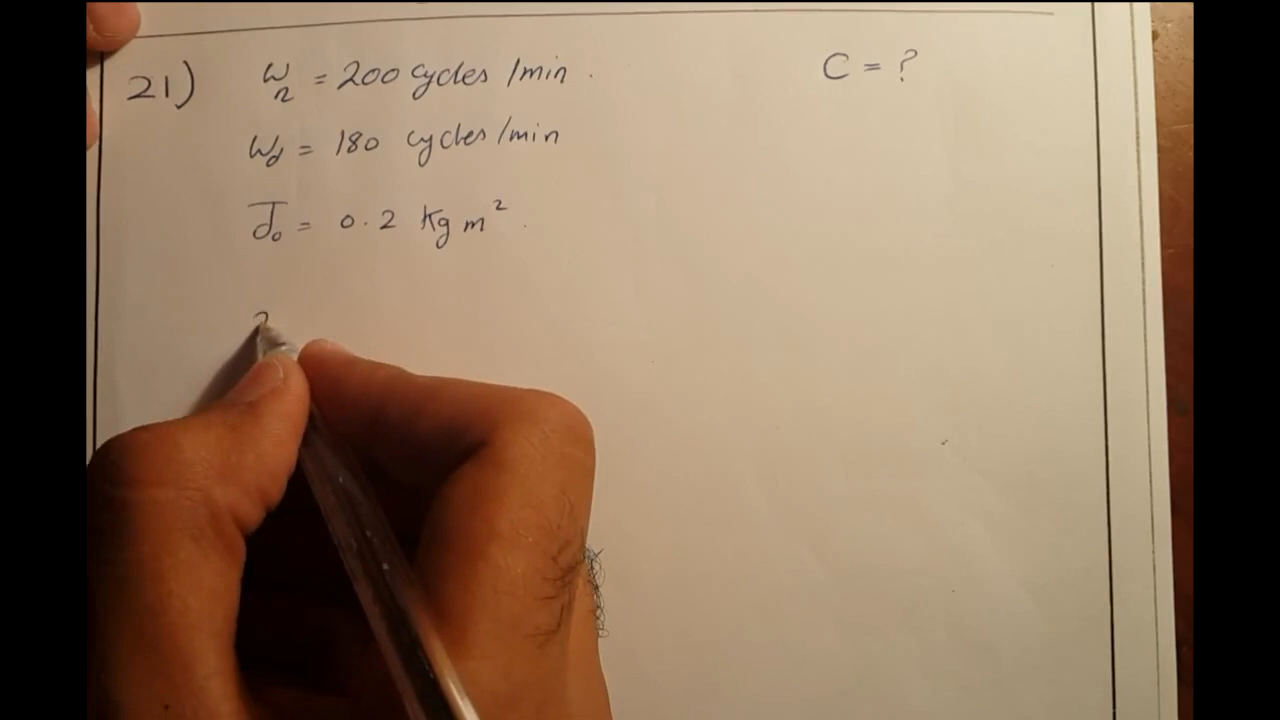 21) ωn = 200 cycles /min . C = ?
ωd = 180 cycles /min
J₀ = 0.2 Kg m² .